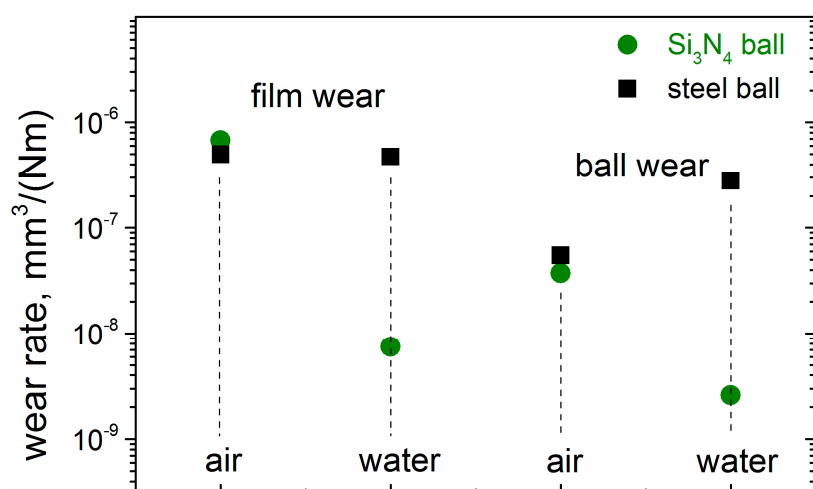 Si₃N₄ ball
steel ball
film wear
ball wear
wear rate, mm³/(Nm)
10⁻⁶
10⁻⁷
10⁻⁸
10⁻⁹
air
water
air
water